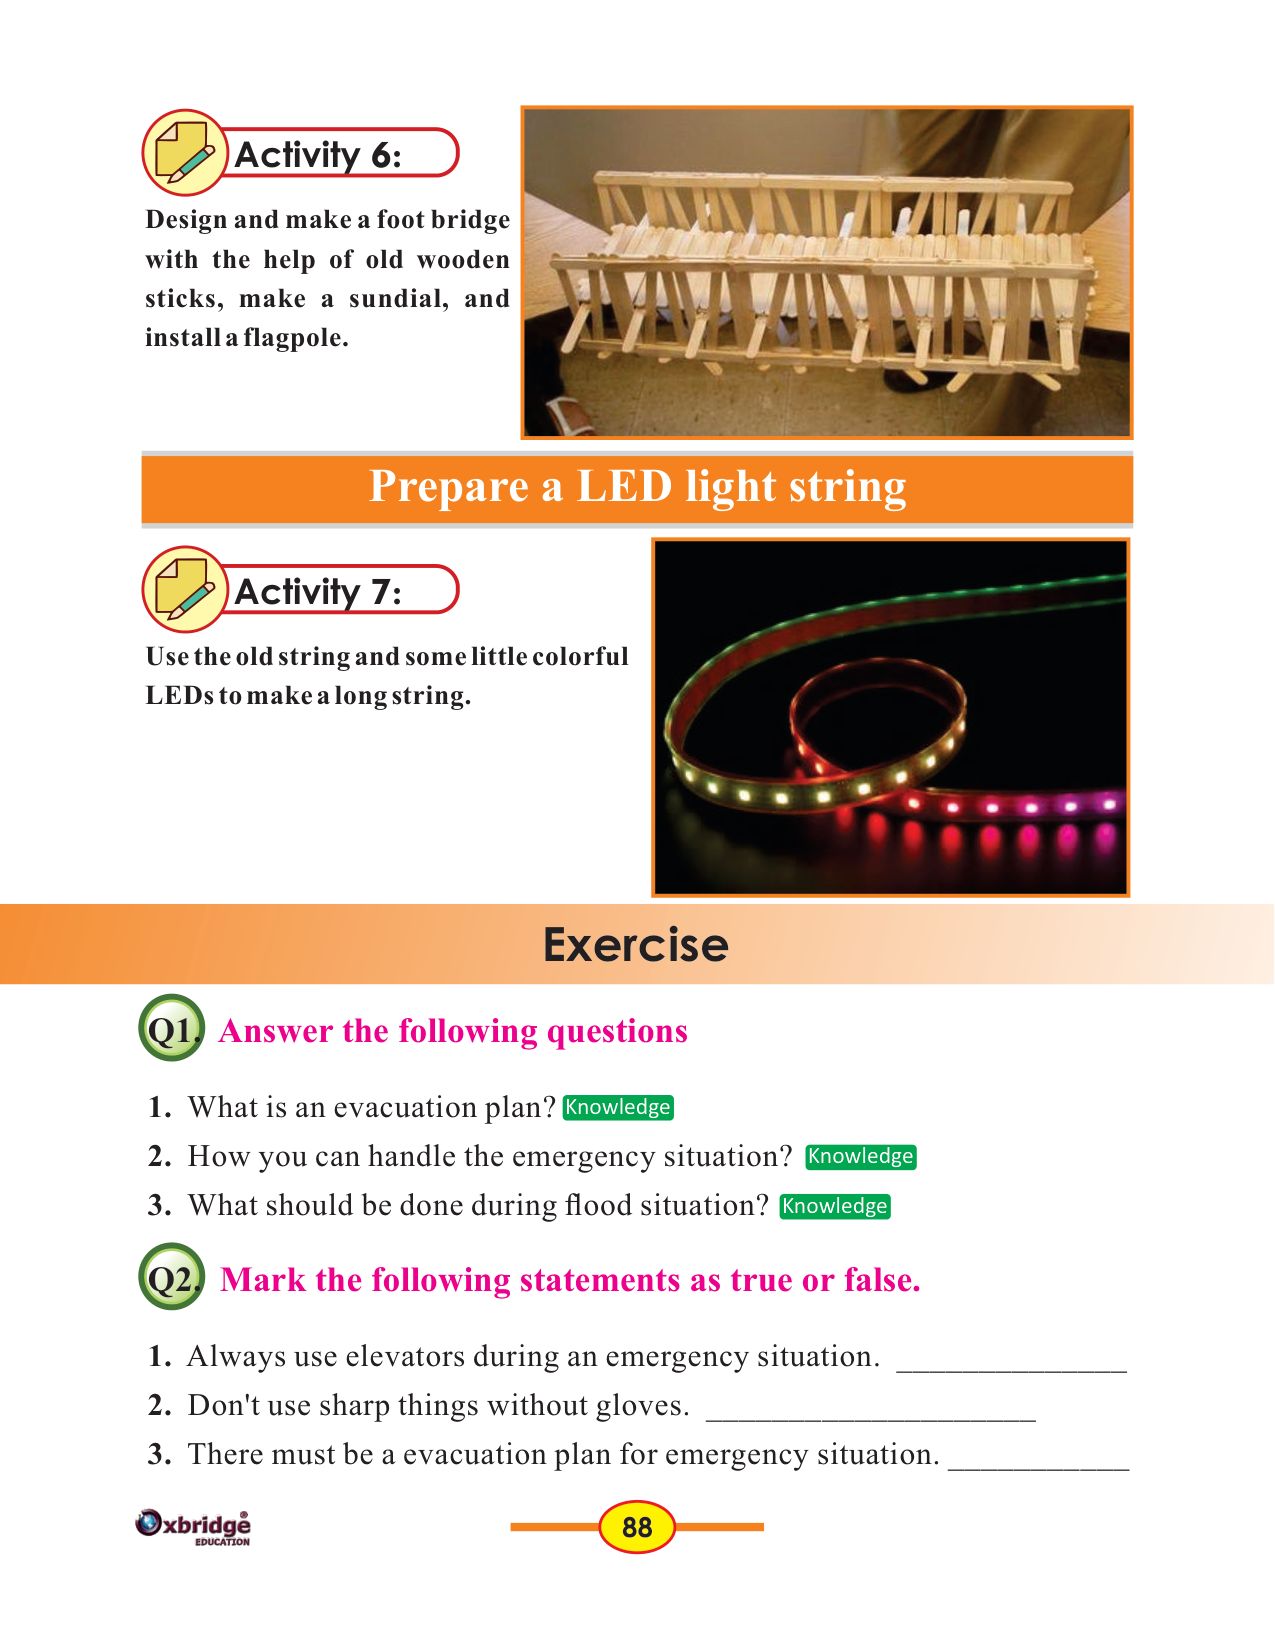 Activity 6:
Design and make a foot bridge
with the help of old wooden
sticks, make a sundial, and
install a flagpole.
Prepare a LED light string
Activity 7:
Use the old string and some little colorful
LEDs to make a long string.
Exercise
Q1. Answer the following questions
1. What is an evacuation plan? Knowledge
2. How you can handle the emergency situation? Knowledge
3. What should be done during flood situation? Knowledge
Q2. Mark the following statements as true or false.
1. Always use elevators during an emergency situation. ______________
2. Don't use sharp things without gloves. ____________________
3. There must be a evacuation plan for emergency situation. ___________
Oxbridge®
EDUCATION
88